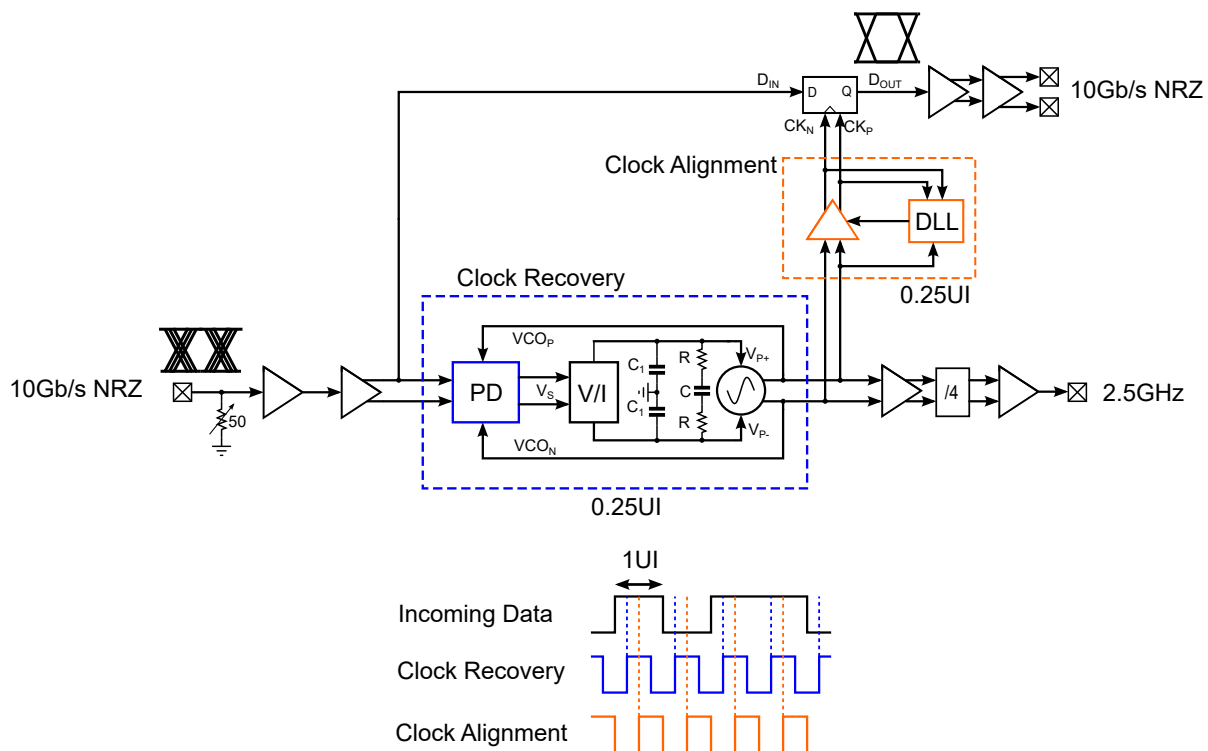 D_IN
D
Q
D_OUT
10Gb/s NRZ
CK_N
CK_P
Clock Alignment
DLL
0.25UI
Clock Recovery
10Gb/s NRZ
50
VCO_P
PD
V_S
V/I
C_1
C_1
R
C
R
V_P+
V_P-
VCO_N
/4
2.5GHz
0.25UI
1UI
Incoming Data
Clock Recovery
Clock Alignment